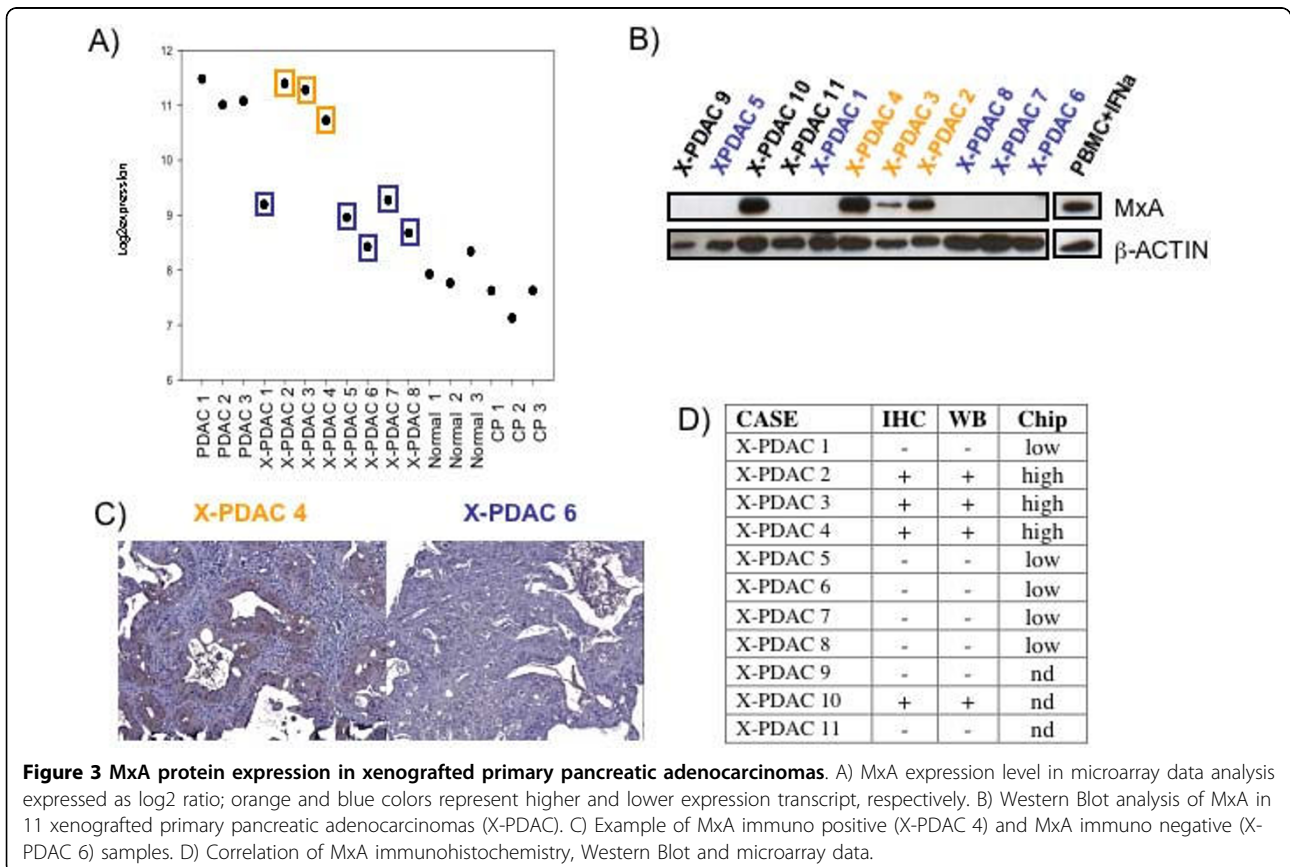 A)
12
11
10
9
8
7
6
Log2expression
PDAC 1
PDAC 2
PDAC 3
X-PDAC 1
X-PDAC 2
X-PDAC 3
X-PDAC 4
X-PDAC 5
X-PDAC 6
X-PDAC 7
X-PDAC 8
Normal 1
Normal 2
Normal 3
CP 1
CP 2
CP 3
B)
X-PDAC 9
XPDAC 5
X-PDAC 10
X-PDAC 11
X-PDAC 1
X-PDAC 4
X-PDAC 3
X-PDAC 2
X-PDAC 8
X-PDAC 7
X-PDAC 6
PBMC+IFNa
MxA
β-ACTIN
C)
X-PDAC 4
X-PDAC 6
D)
CASE IHC WB Chip
X-PDAC 1 - - low
X-PDAC 2 + + high
X-PDAC 3 + + high
X-PDAC 4 + + high
X-PDAC 5 - - low
X-PDAC 6 - - low
X-PDAC 7 - - low
X-PDAC 8 - - low
X-PDAC 9 - - nd
X-PDAC 10 + + nd
X-PDAC 11 - - nd
Figure 3 MxA protein expression in xenografted primary pancreatic adenocarcinomas. A) MxA expression level in microarray data analysis
expressed as log2 ratio; orange and blue colors represent higher and lower expression transcript, respectively. B) Western Blot analysis of MxA in
11 xenografted primary pancreatic adenocarcinomas (X-PDAC). C) Example of MxA immuno positive (X-PDAC 4) and MxA immuno negative (X-
PDAC 6) samples. D) Correlation of MxA immunohistochemistry, Western Blot and microarray data.